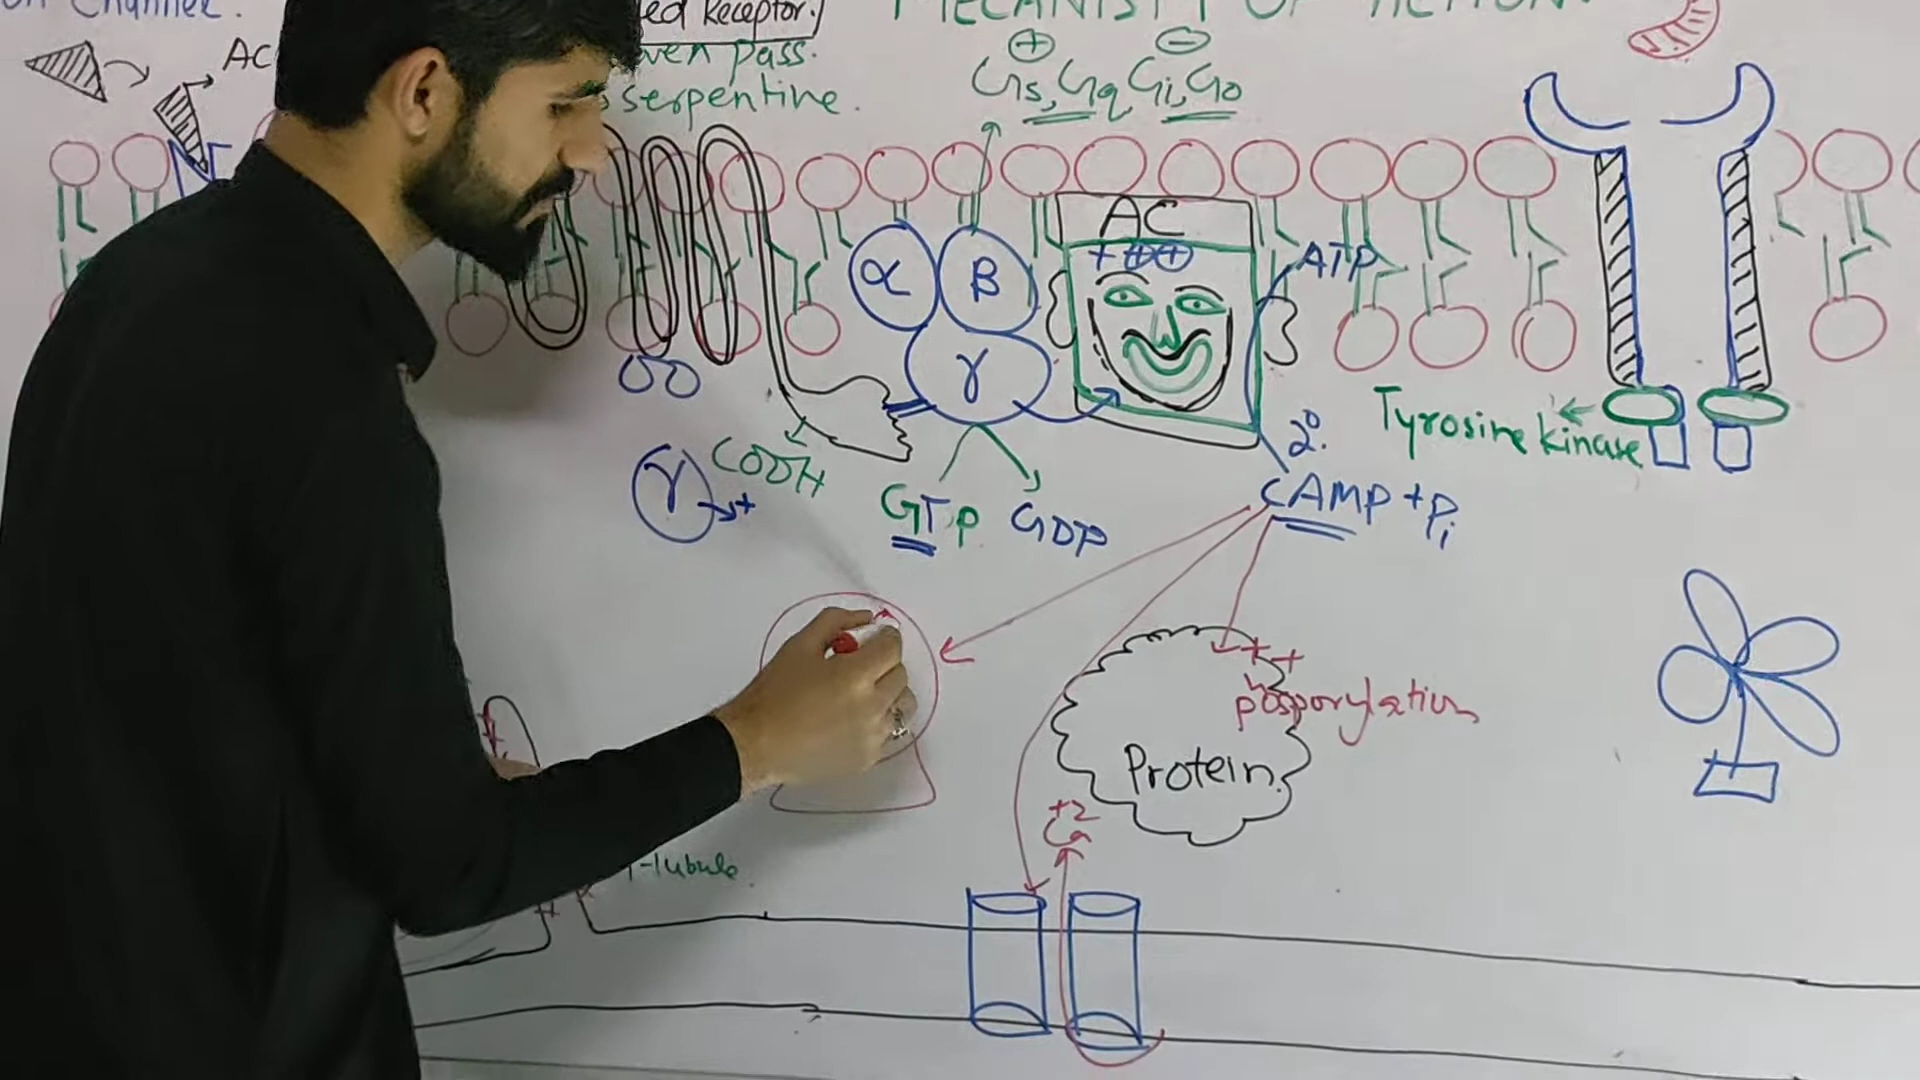 Channel.
ed Receptor.
MECANISM OF ACTION.
AC
ven pass.
serpentine.
+ −
Gs, Gq Gi, Go
AC
+ + +
ATP
α β
γ
Tyrosine kinase
COOH
γ → +
2°
GTP GDP
cAMP + Pi
+ +
phosporylation
Protein.
+2
Ca
T-tubule